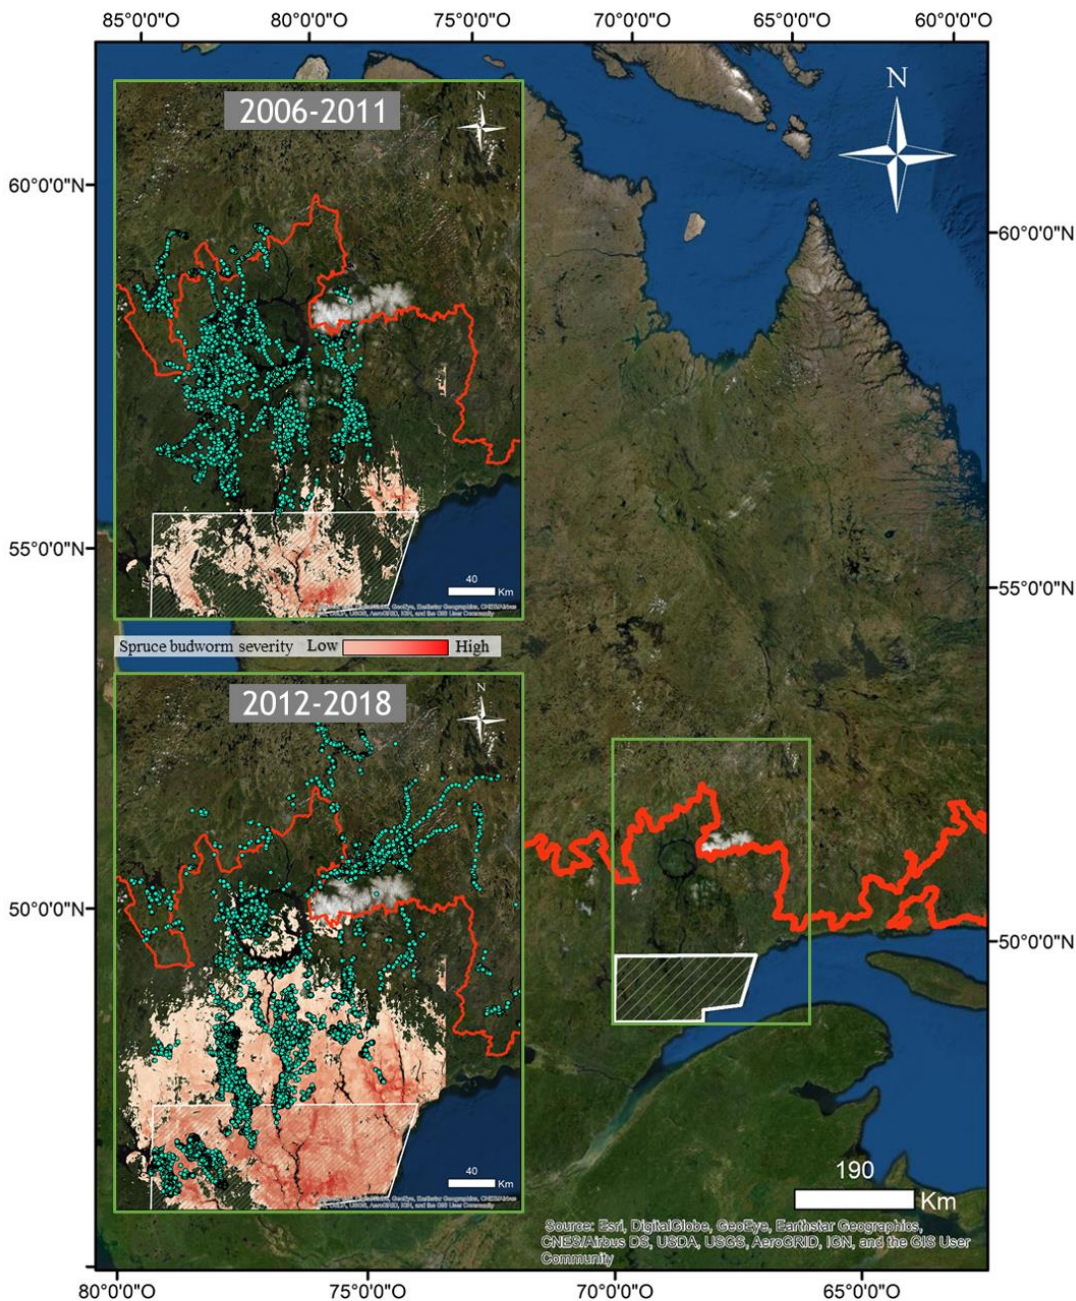 85°0'0"O 80°0'0"O 75°0'0"O 70°0'0"O 65°0'0"O 60°0'0"O
N
2006-2011
N
60°0'0"N
60°0'0"N
55°0'0"N
40
Km
55°0'0"N
Spruce budworm severity Low High
2012-2018
N
50°0'0"N
50°0'0"N
40
Km
190
Km
Source: Esri, DigitalGlobe, GeoEye, Earthstar Geographics,
CNES/Airbus DS, USDA, USGS, AeroGRID, IGN, and the GIS User
Community
80°0'0"O 75°0'0"O 70°0'0"O 65°0'0"O